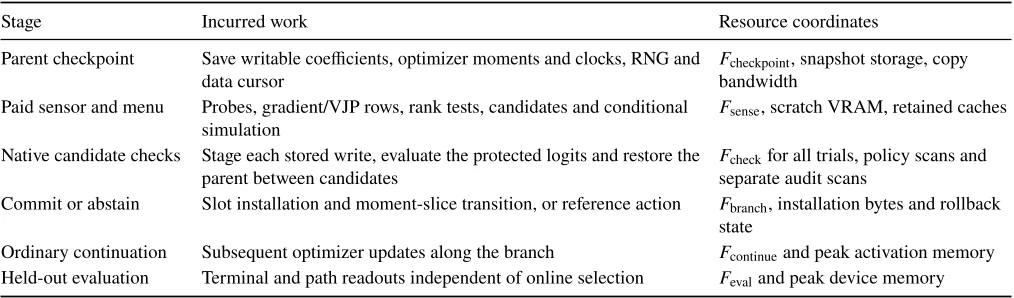 Stage Incurred work Resource coordinates
Parent checkpoint Save writable coefficients, optimizer moments and clocks, RNG and F_checkpoint, snapshot storage, copy
data cursor bandwidth
Paid sensor and menu Probes, gradient/VJP rows, rank tests, candidates and conditional F_sense, scratch VRAM, retained caches
simulation
Native candidate checks Stage each stored write, evaluate the protected logits and restore the F_check for all trials, policy scans and
parent between candidates separate audit scans
Commit or abstain Slot installation and moment-slice transition, or reference action F_branch, installation bytes and rollback
state
Ordinary continuation Subsequent optimizer updates along the branch F_continue and peak activation memory
Held-out evaluation Terminal and path readouts independent of online selection F_eval and peak device memory